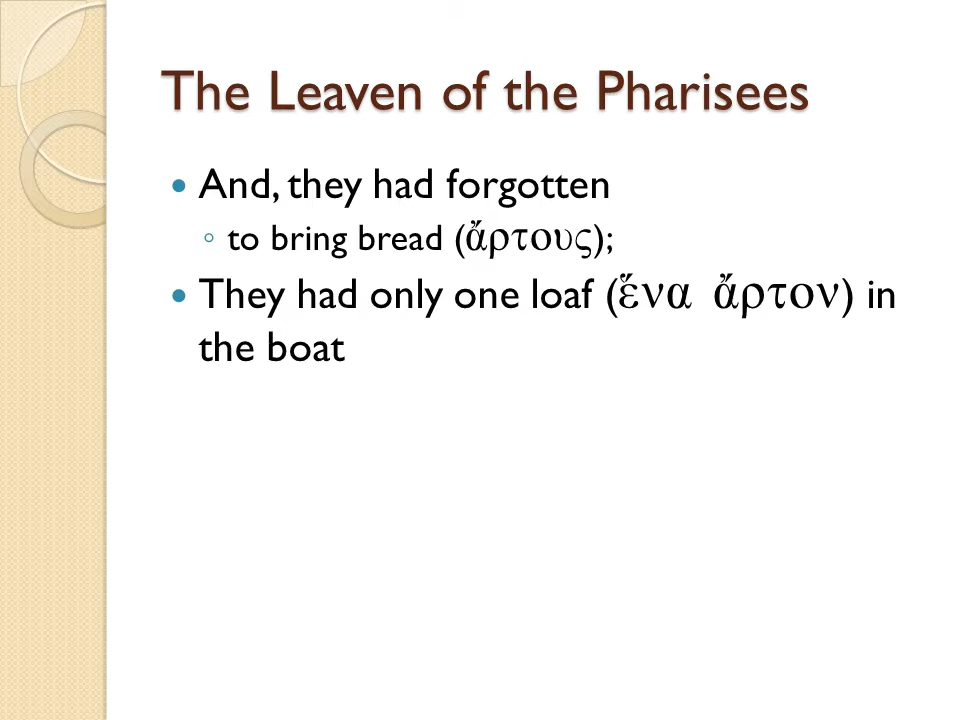 The Leaven of the Pharisees
• And, they had forgotten
◦ to bring bread (ἄρτους);
• They had only one loaf (ἕνα ἄρτον) in
the boat